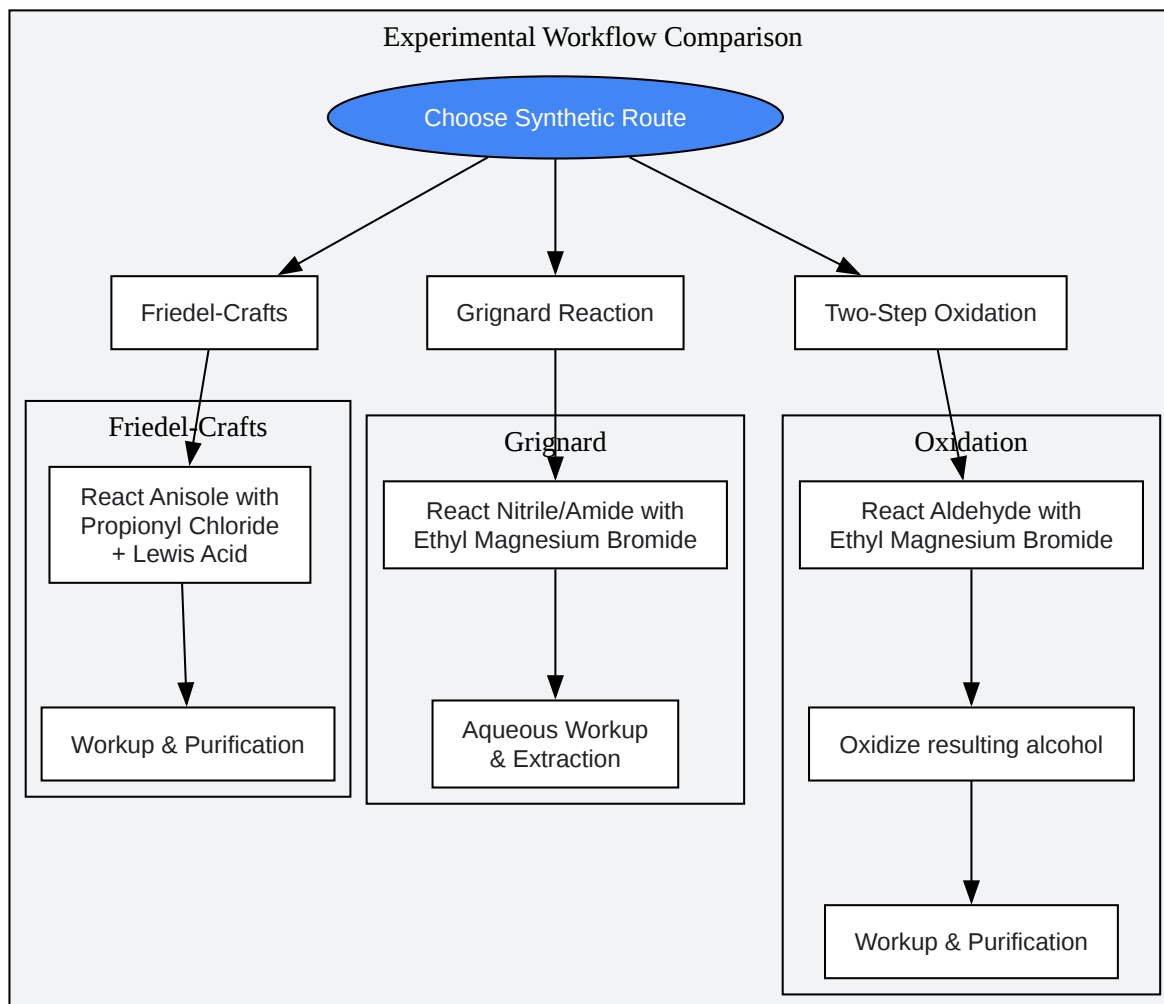 Experimental Workflow Comparison
Choose Synthetic Route
Friedel-Crafts
Grignard Reaction
Two-Step Oxidation
Friedel-Crafts
React Anisole with
Propionyl Chloride
+ Lewis Acid
Workup & Purification
Grignard
React Nitrile/Amide with
Ethyl Magnesium Bromide
Aqueous Workup
& Extraction
Oxidation
React Aldehyde with
Ethyl Magnesium Bromide
Oxidize resulting alcohol
Workup & Purification